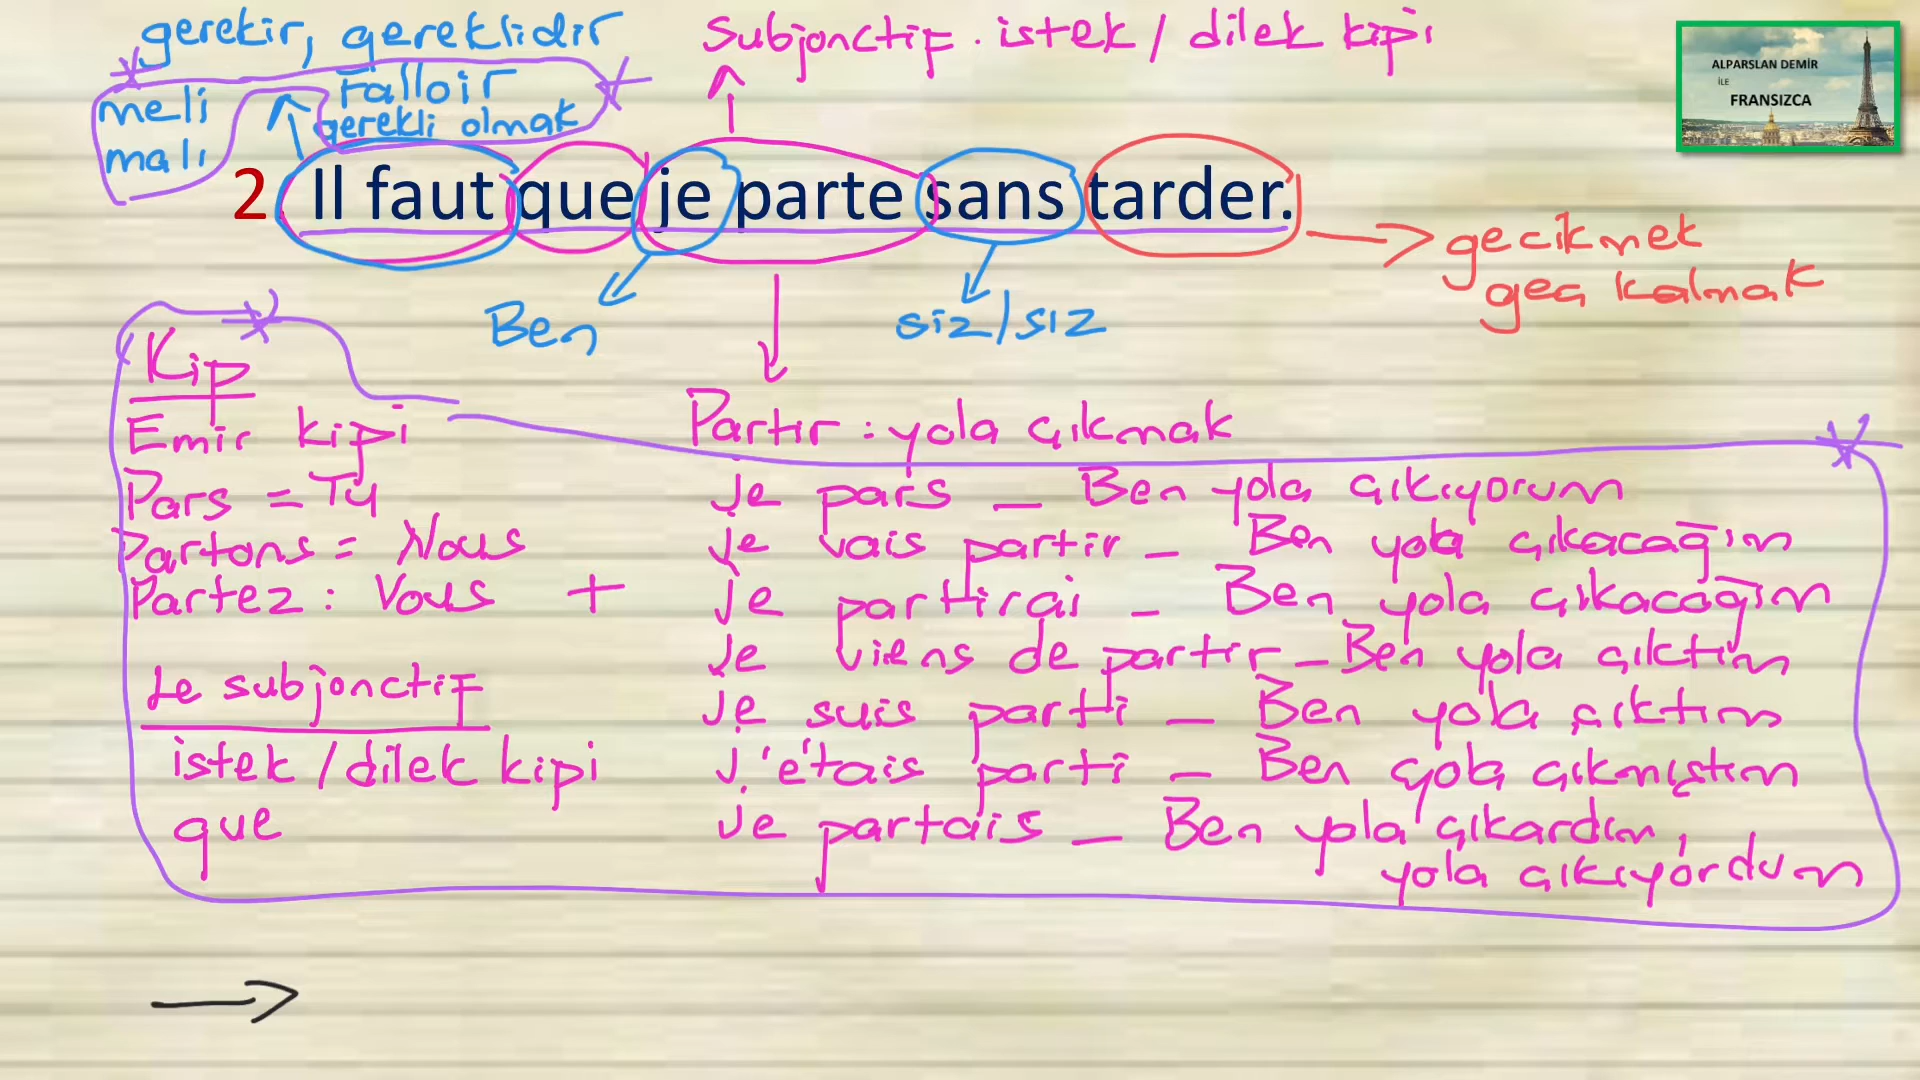 gerekir, gereklidir
Subjonctif. istek / dilek kipi
Falloir
gerekli olmak
meli
malı
ALPARSLAN DEMİR
İLE
FRANSIZCA
2. Il faut que je parte sans tarder.
gecikmek
geç kalmak
Ben
siz/sız
Kip
Emir kipi
Pars = Tu
Partons = Nous
Partez : Vous +
Le subjonctif
istek / dilek kipi
que
Partir : yola çıkmak
Je pars _ Ben yola çıkıyorum
Je vais partir _ Ben yola çıkacağım
Je partirai _ Ben yola çıkacağım
Je viens de partir _ Ben yola çıktım
Je suis parti _ Ben yola çıktım
J'étais parti _ Ben yola çıkmıştım
Je partais _ Ben yola çıkardım,
yola çıkıyordum